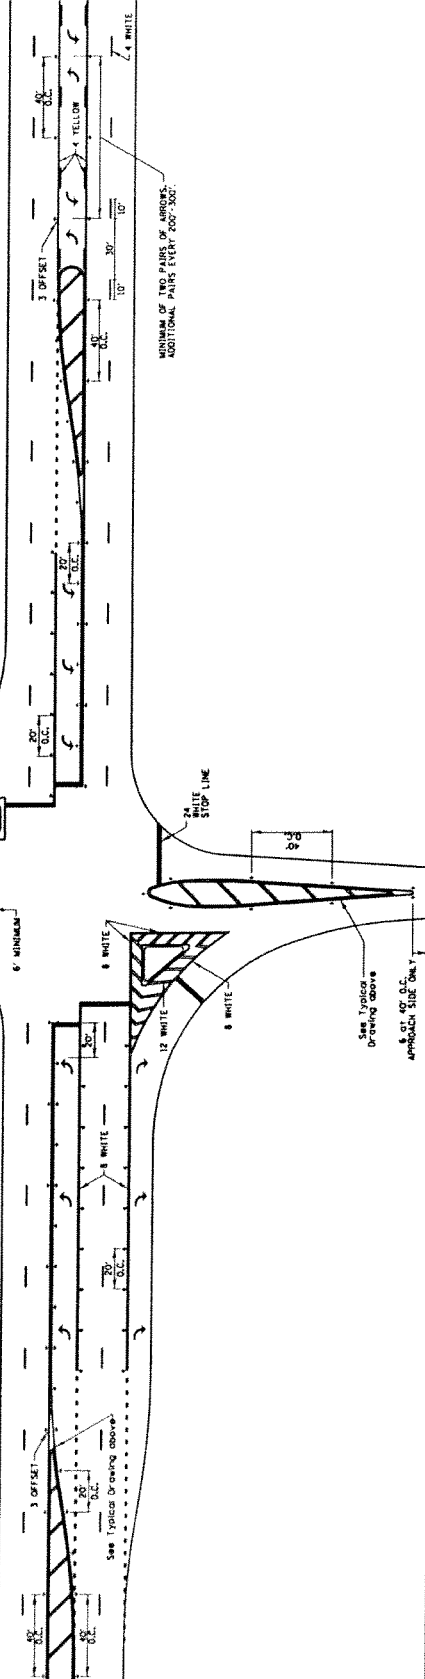 4 WHITE
40'
O.C.
4 YELLOW
3 OFFSET
10'
30'
10'
MINIMUM OF TWO PAIRS OF ARROWS.
ADDITIONAL PAIRS EVERY 200'-300'.
40'
O.C.
20'
O.C.
20'
O.C.
24
WHITE
STOP LINE
40'
O.C.
6' MINIMUM
8 WHITE
See Typical
Drawing above
6 at 40' O.C.
APPROACH SIDE ONLY
12 WHITE
8 WHITE
20'
8 WHITE
20'
O.C.
3 OFFSET
See Typical Drawing above
20'
O.C.
40'
O.C.
40'
O.C.